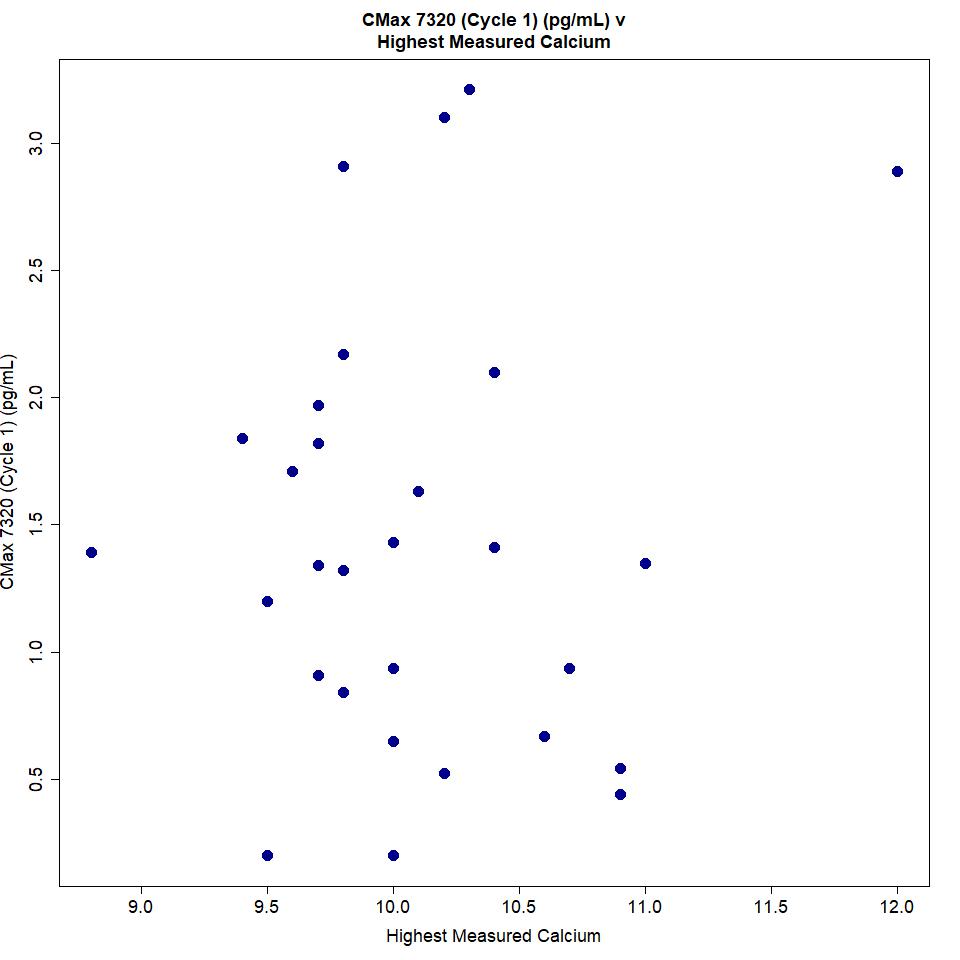 CMax 7320 (Cycle 1) (pg/mL) v
Highest Measured Calcium
3.0
2.5
2.0
1.5
1.0
0.5
CMax 7320 (Cycle 1) (pg/mL)
9.0 9.5 10.0 10.5 11.0 11.5 12.0
Highest Measured Calcium